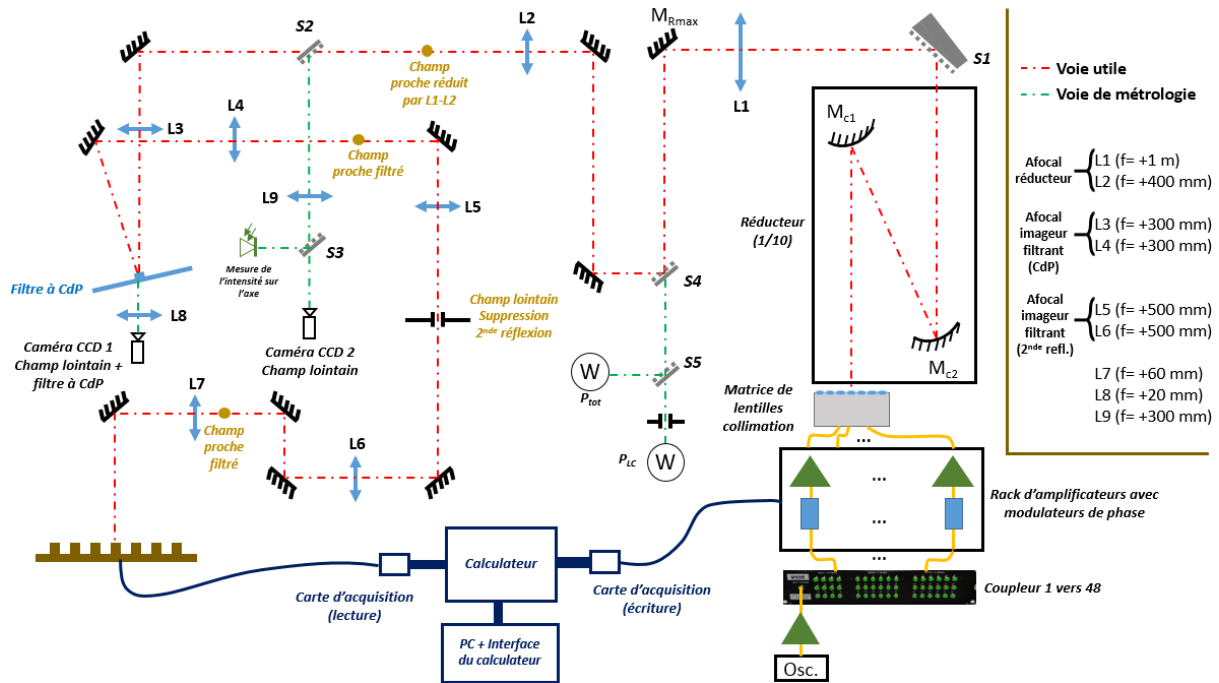 S2
L2
M_Rmax
S1
L1
Champ
proche réduit
par L1-L2
L3
L4
Champ
proche filtré
L9
L5
S3
Mesure de
l'intensité sur
l'axe
Filtre à CdP
L8
Caméra CCD 1
Champ lointain +
filtre à CdP
Caméra CCD 2
Champ lointain
Champ lointain
Suppression
2nde réflexion
S4
S5
W
P_tot
W
P_LC
M_c1
Réducteur
(1/10)
M_c2
Matrice de
lentilles
collimation
...
...
...
...
Rack d'amplificateurs avec
modulateurs de phase
Coupleur 1 vers 48
Osc.
L7
Champ
proche
filtré
L6
Calculateur
Carte d'acquisition
(lecture)
Carte d'acquisition
(écriture)
PC + Interface
du calculateur
Voie utile
Voie de métrologie
Afocal
réducteur
L1 (f= +1 m)
L2 (f= +400 mm)
Afocal
imageur
filtrant
(CdP)
L3 (f= +300 mm)
L4 (f= +300 mm)
Afocal
imageur
filtrant
(2nde refl.)
L5 (f= +500 mm)
L6 (f= +500 mm)
L7 (f= +60 mm)
L8 (f= +20 mm)
L9 (f= +300 mm)